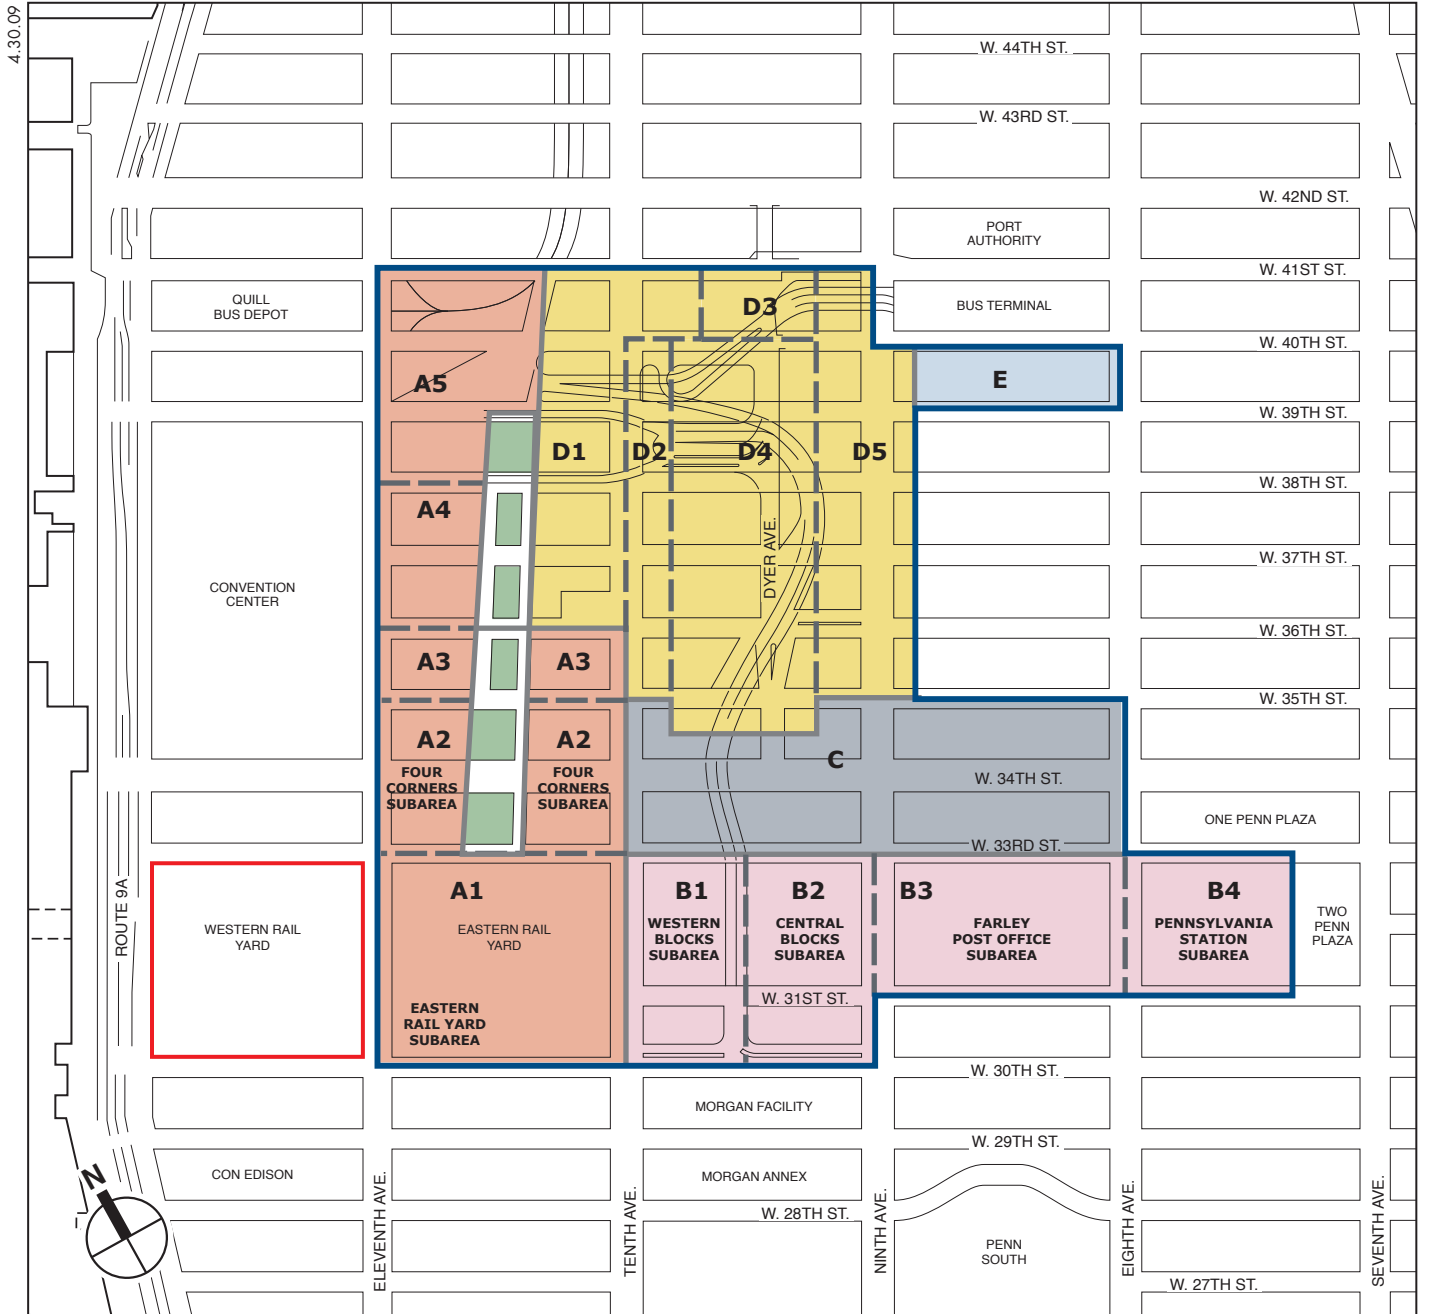 4.30.09
W. 44TH ST.
W. 43RD ST.
W. 42ND ST.
PORT
AUTHORITY
W. 41ST ST.
QUILL
BUS DEPOT
D3
BUS TERMINAL
W. 40TH ST.
A5
E
W. 39TH ST.
D1
D2
D4
D5
W. 38TH ST.
A4
DYER AVE.
W. 37TH ST.
CONVENTION
CENTER
W. 36TH ST.
A3
A3
W. 35TH ST.
A2
FOUR
CORNERS
SUBAREA
A2
FOUR
CORNERS
SUBAREA
C
W. 34TH ST.
ONE PENN PLAZA
W. 33RD ST.
ROUTE 9A
WESTERN RAIL
YARD
A1
EASTERN RAIL
YARD
EASTERN
RAIL YARD
SUBAREA
B1
WESTERN
BLOCKS
SUBAREA
B2
CENTRAL
BLOCKS
SUBAREA
B3
FARLEY
POST OFFICE
SUBAREA
B4
PENNSYLVANIA
STATION
SUBAREA
TWO
PENN
PLAZA
W. 31ST ST.
W. 30TH ST.
MORGAN FACILITY
W. 29TH ST.
CON EDISON
MORGAN ANNEX
W. 28TH ST.
N
ELEVENTH AVE.
TENTH AVE.
NINTH AVE.
PENN
SOUTH
EIGHTH AVE.
SEVENTH AVE.
W. 27TH ST.